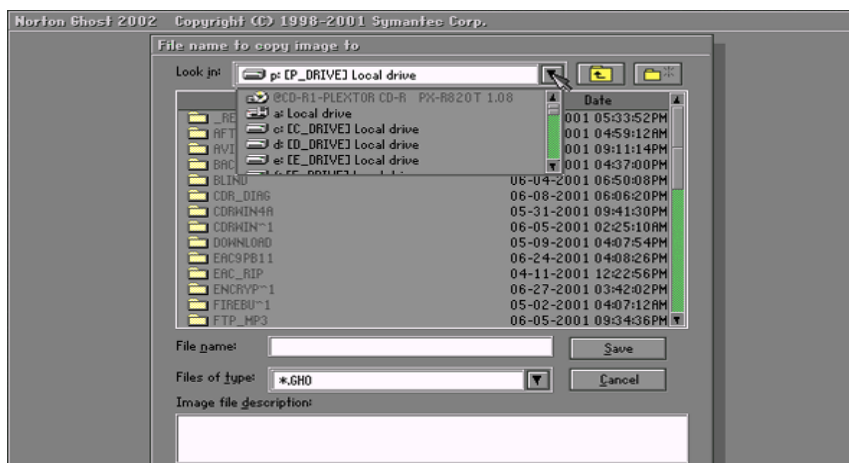 Norton Ghost 2002 Copyright (C) 1998-2001 Symantec Corp.
File name to copy image to
Look in: p: [P_DRIVE] Local drive
@CD-R1-PLEXTOR CD-R PX-R820T 1.08
a: Local drive
c: [C_DRIVE] Local drive
d: [D_DRIVE] Local drive
e: [E_DRIVE] Local drive
Date
_RE 001 05:33:52PM
AFT 001 04:59:12AM
AVI 001 09:11:14PM
BAC 001 04:37:00PM
BLIND 06-04-2001 06:50:08PM
CDR_DIAG 06-08-2001 06:06:20PM
CDRWIN4A 05-31-2001 09:41:30PM
CDRWIN~1 06-05-2001 02:25:10AM
DOWNLOAD 05-09-2001 04:07:54PM
EAC9PB11 06-24-2001 04:08:26PM
EAC_RIP 04-11-2001 12:22:56PM
ENCRYP~1 06-27-2001 03:42:02PM
FIREBU~1 05-02-2001 04:07:12AM
FTP_MP3 06-05-2001 09:34:36PM
File name: Save
Files of type: *.GHO Cancel
Image file description: